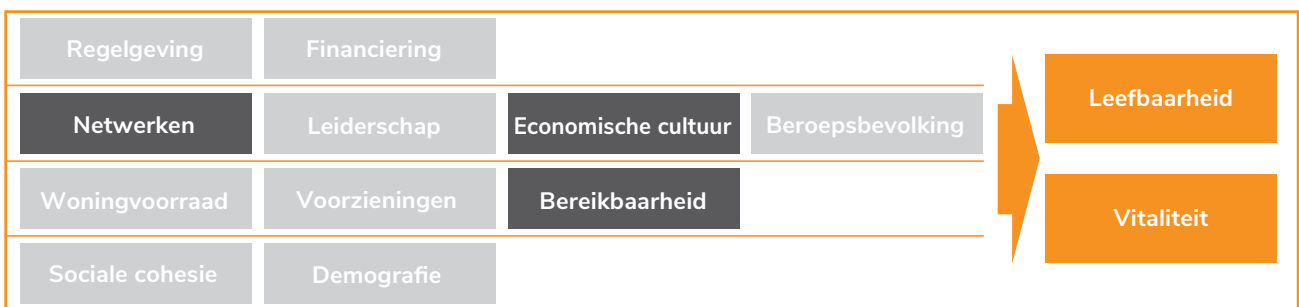 Regelgeving
Financiering
Netwerken
Leiderschap
Economische cultuur
Beroepsbevolking
Woningvoorraad
Voorzieningen
Bereikbaarheid
Sociale cohesie
Demografie
Leefbaarheid
Vitaliteit